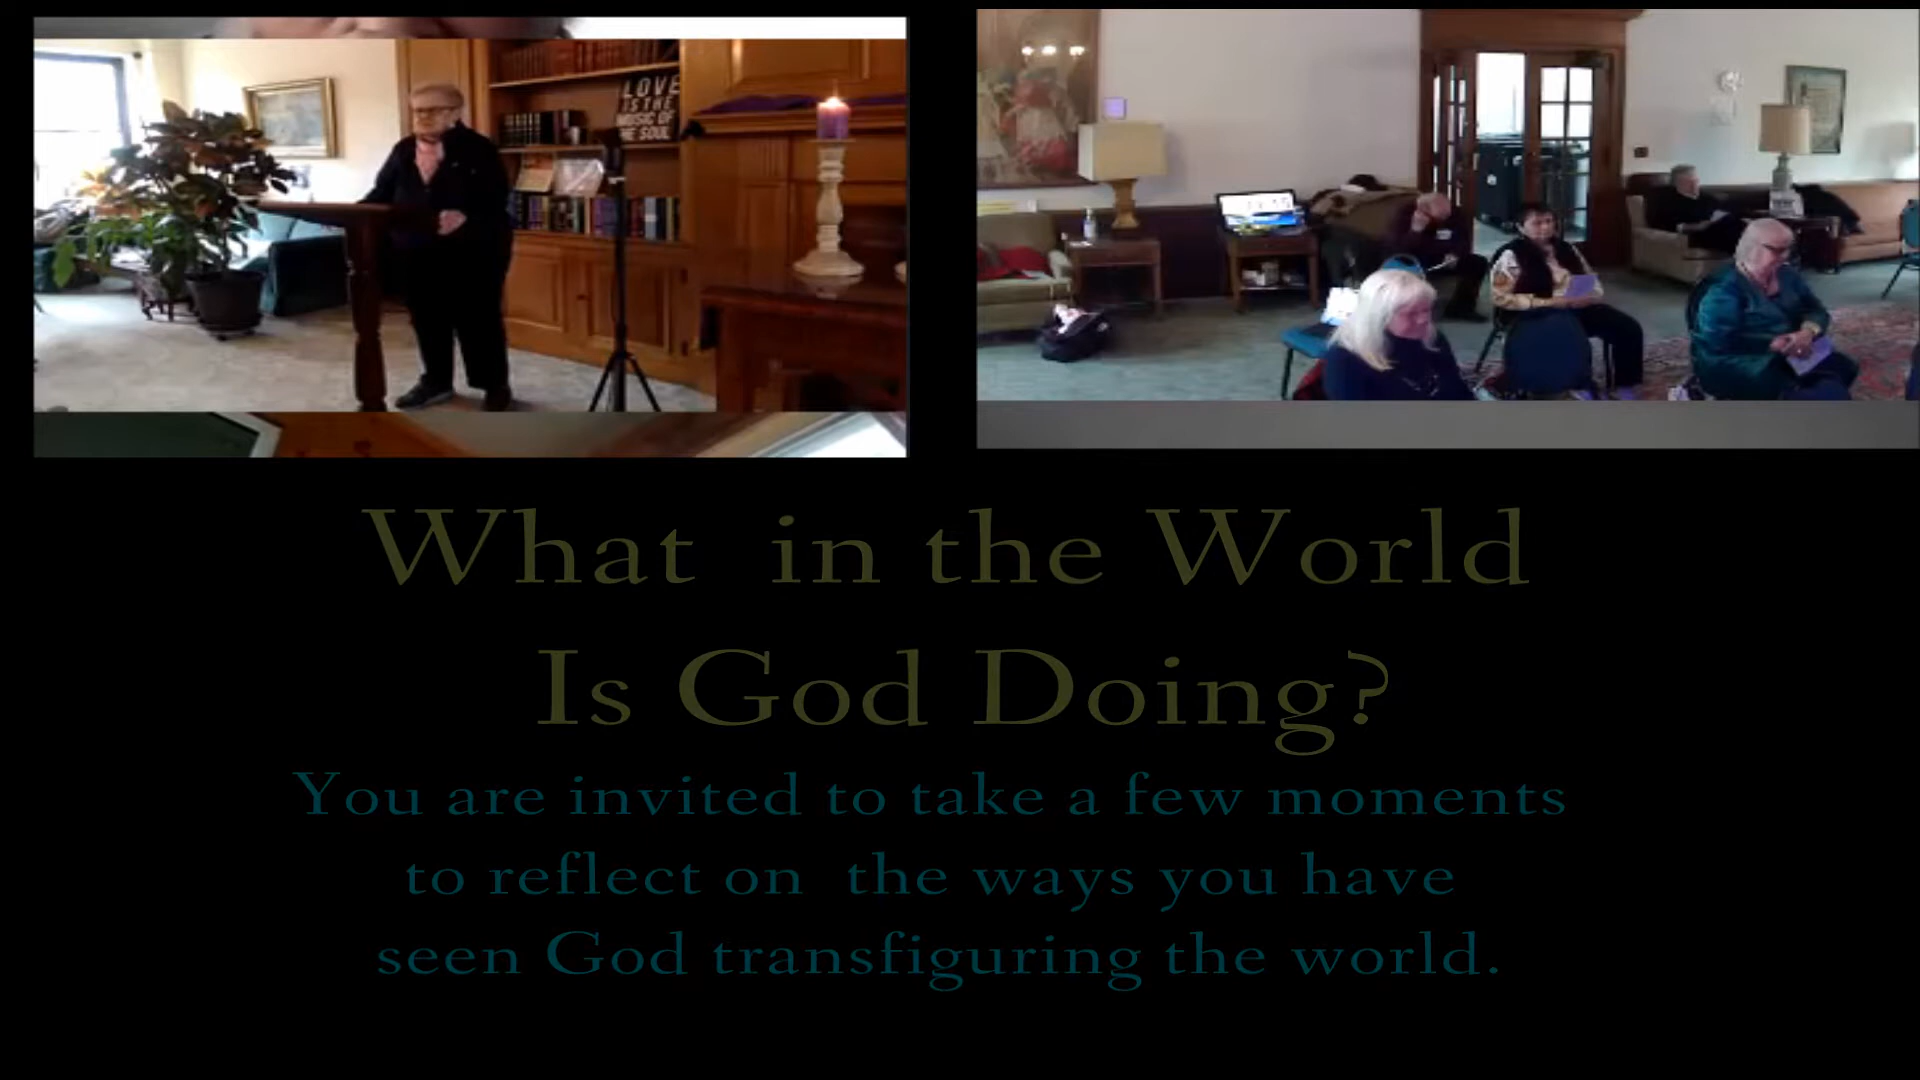 LOVE
IS THE
MUSIC OF
THE SOUL
What in the World
Is God Doing?
You are invited to take a few moments
to reflect on the ways you have
seen God transfiguring the world.